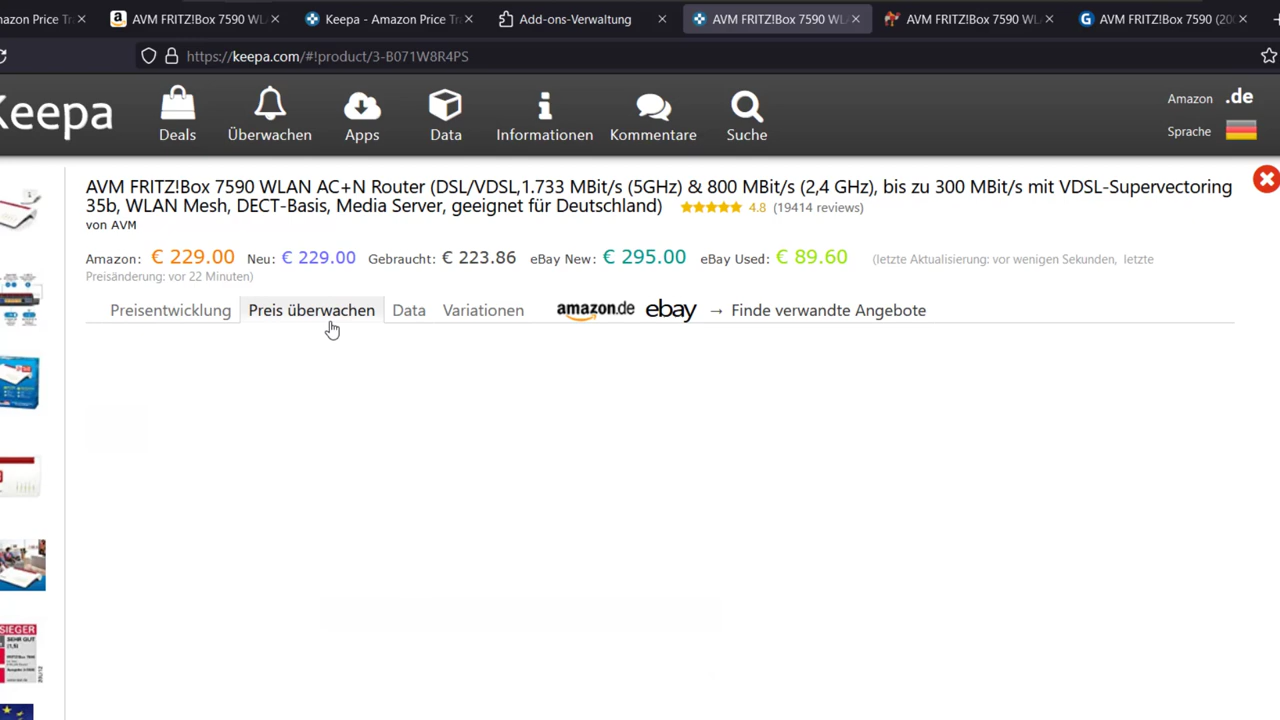 mazon Price Tra
AVM FRITZ!Box 7590 WL
Keepa - Amazon Price Tr
Add-ons-Verwaltung
AVM FRITZ!Box 7590 WL
AVM FRITZ!Box 7590 WL
AVM FRITZ!Box 7590 (20
https://keepa.com/#!product/3-B071W8R4PS
Keepa
Deals
Überwachen
Apps
Data
Informationen
Kommentare
Suche
Amazon .de
Sprache
AVM FRITZ!Box 7590 WLAN AC+N Router (DSL/VDSL,1.733 MBit/s (5GHz) & 800 MBit/s (2,4 GHz), bis zu 300 MBit/s mit VDSL-Supervectoring
35b, WLAN Mesh, DECT-Basis, Media Server, geeignet für Deutschland) 4.8 (19414 reviews)
von AVM
Amazon: € 229.00 Neu: € 229.00 Gebraucht: € 223.86 eBay New: € 295.00 eBay Used: € 89.60 (letzte Aktualisierung: vor wenigen Sekunden, letzte
Preisänderung: vor 22 Minuten)
Preisentwicklung Preis überwachen Data Variationen amazon.de ebay → Finde verwandte Angebote
SIEGER
SEHR GUT